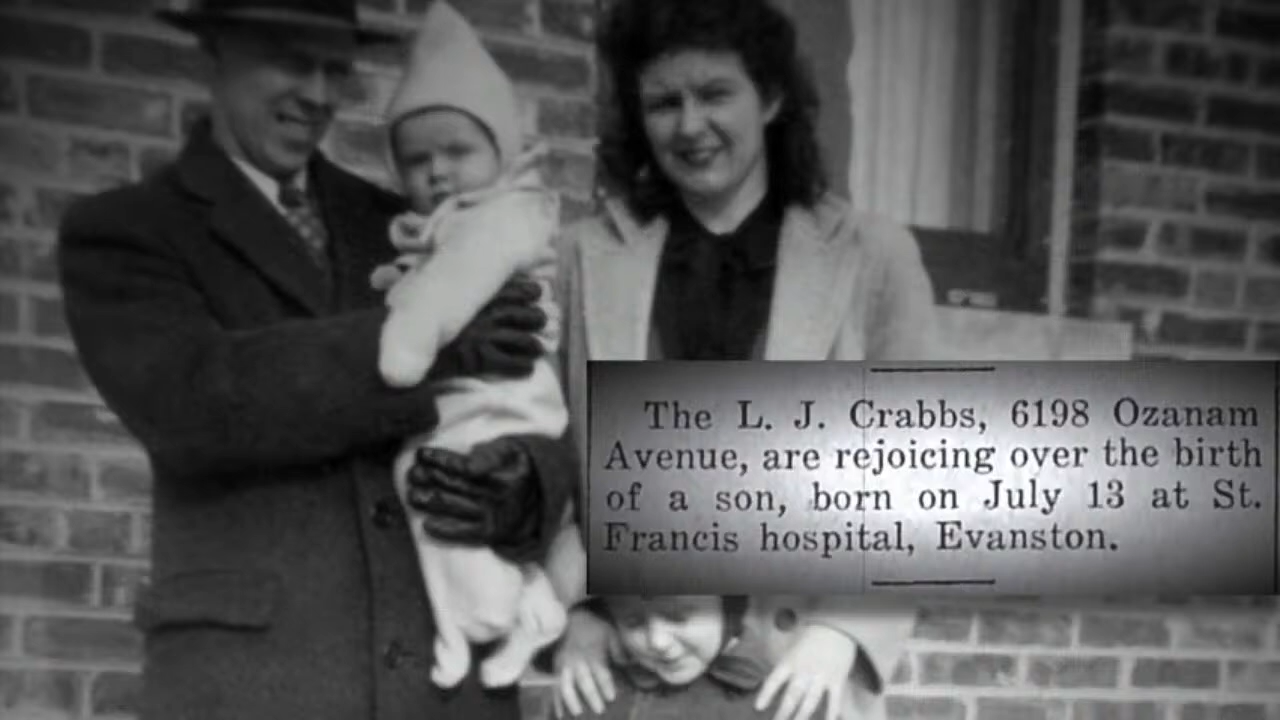 The L. J. Crabbs, 6198 Ozanam
Avenue, are rejoicing over the birth
of a son, born on July 13 at St.
Francis hospital, Evanston.